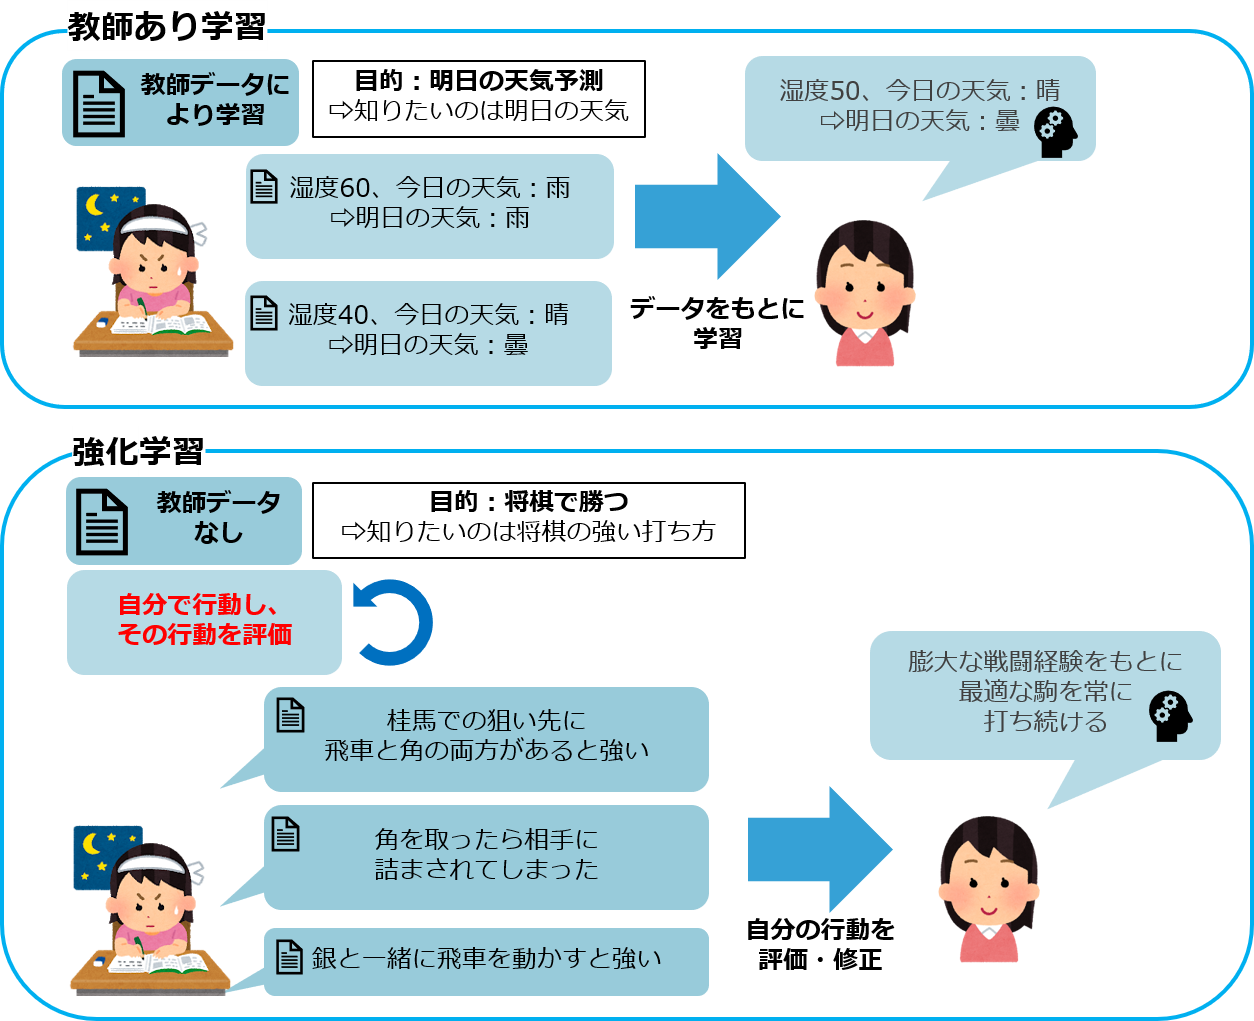 教師あり学習
教師データに
より学習
目的：明日の天気予測
⇨知りたいのは明日の天気
湿度50、今日の天気：晴
⇨明日の天気：曇
湿度60、今日の天気：雨
⇨明日の天気：雨
湿度40、今日の天気：晴
⇨明日の天気：曇
データをもとに
学習
強化学習
教師データ
なし
目的：将棋で勝つ
⇨知りたいのは将棋の強い打ち方
自分で行動し、
その行動を評価
膨大な戦闘経験をもとに
最適な駒を常に
打ち続ける
桂馬での狙い先に
飛車と角の両方があると強い
角を取ったら相手に
詰まされてしまった
銀と一緒に飛車を動かすと強い
自分の行動を
評価・修正